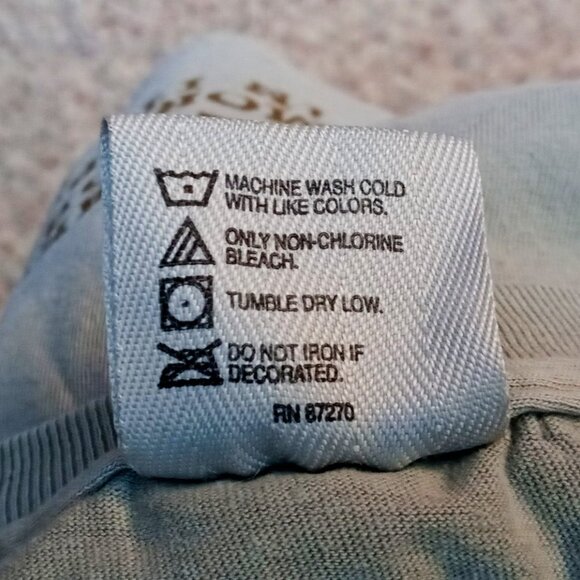 MACHINE WASH COLD
WITH LIKE COLORS.
ONLY NON-CHLORINE
BLEACH.
TUMBLE DRY LOW.
DO NOT IRON IF
DECORATED.
RN 87270